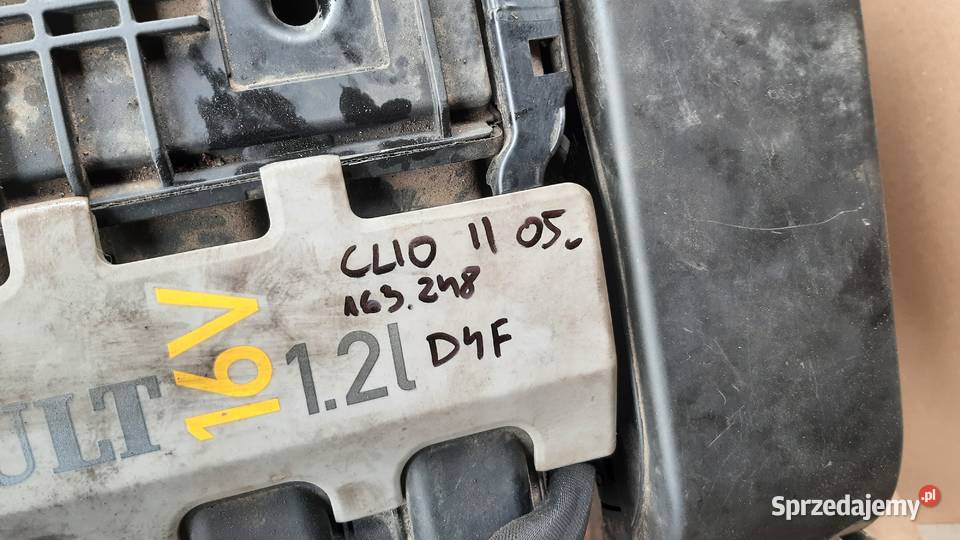 CLIO II 05.
163.248
D4F
ULT 16V 1.2l
Sprzedajemy.pl